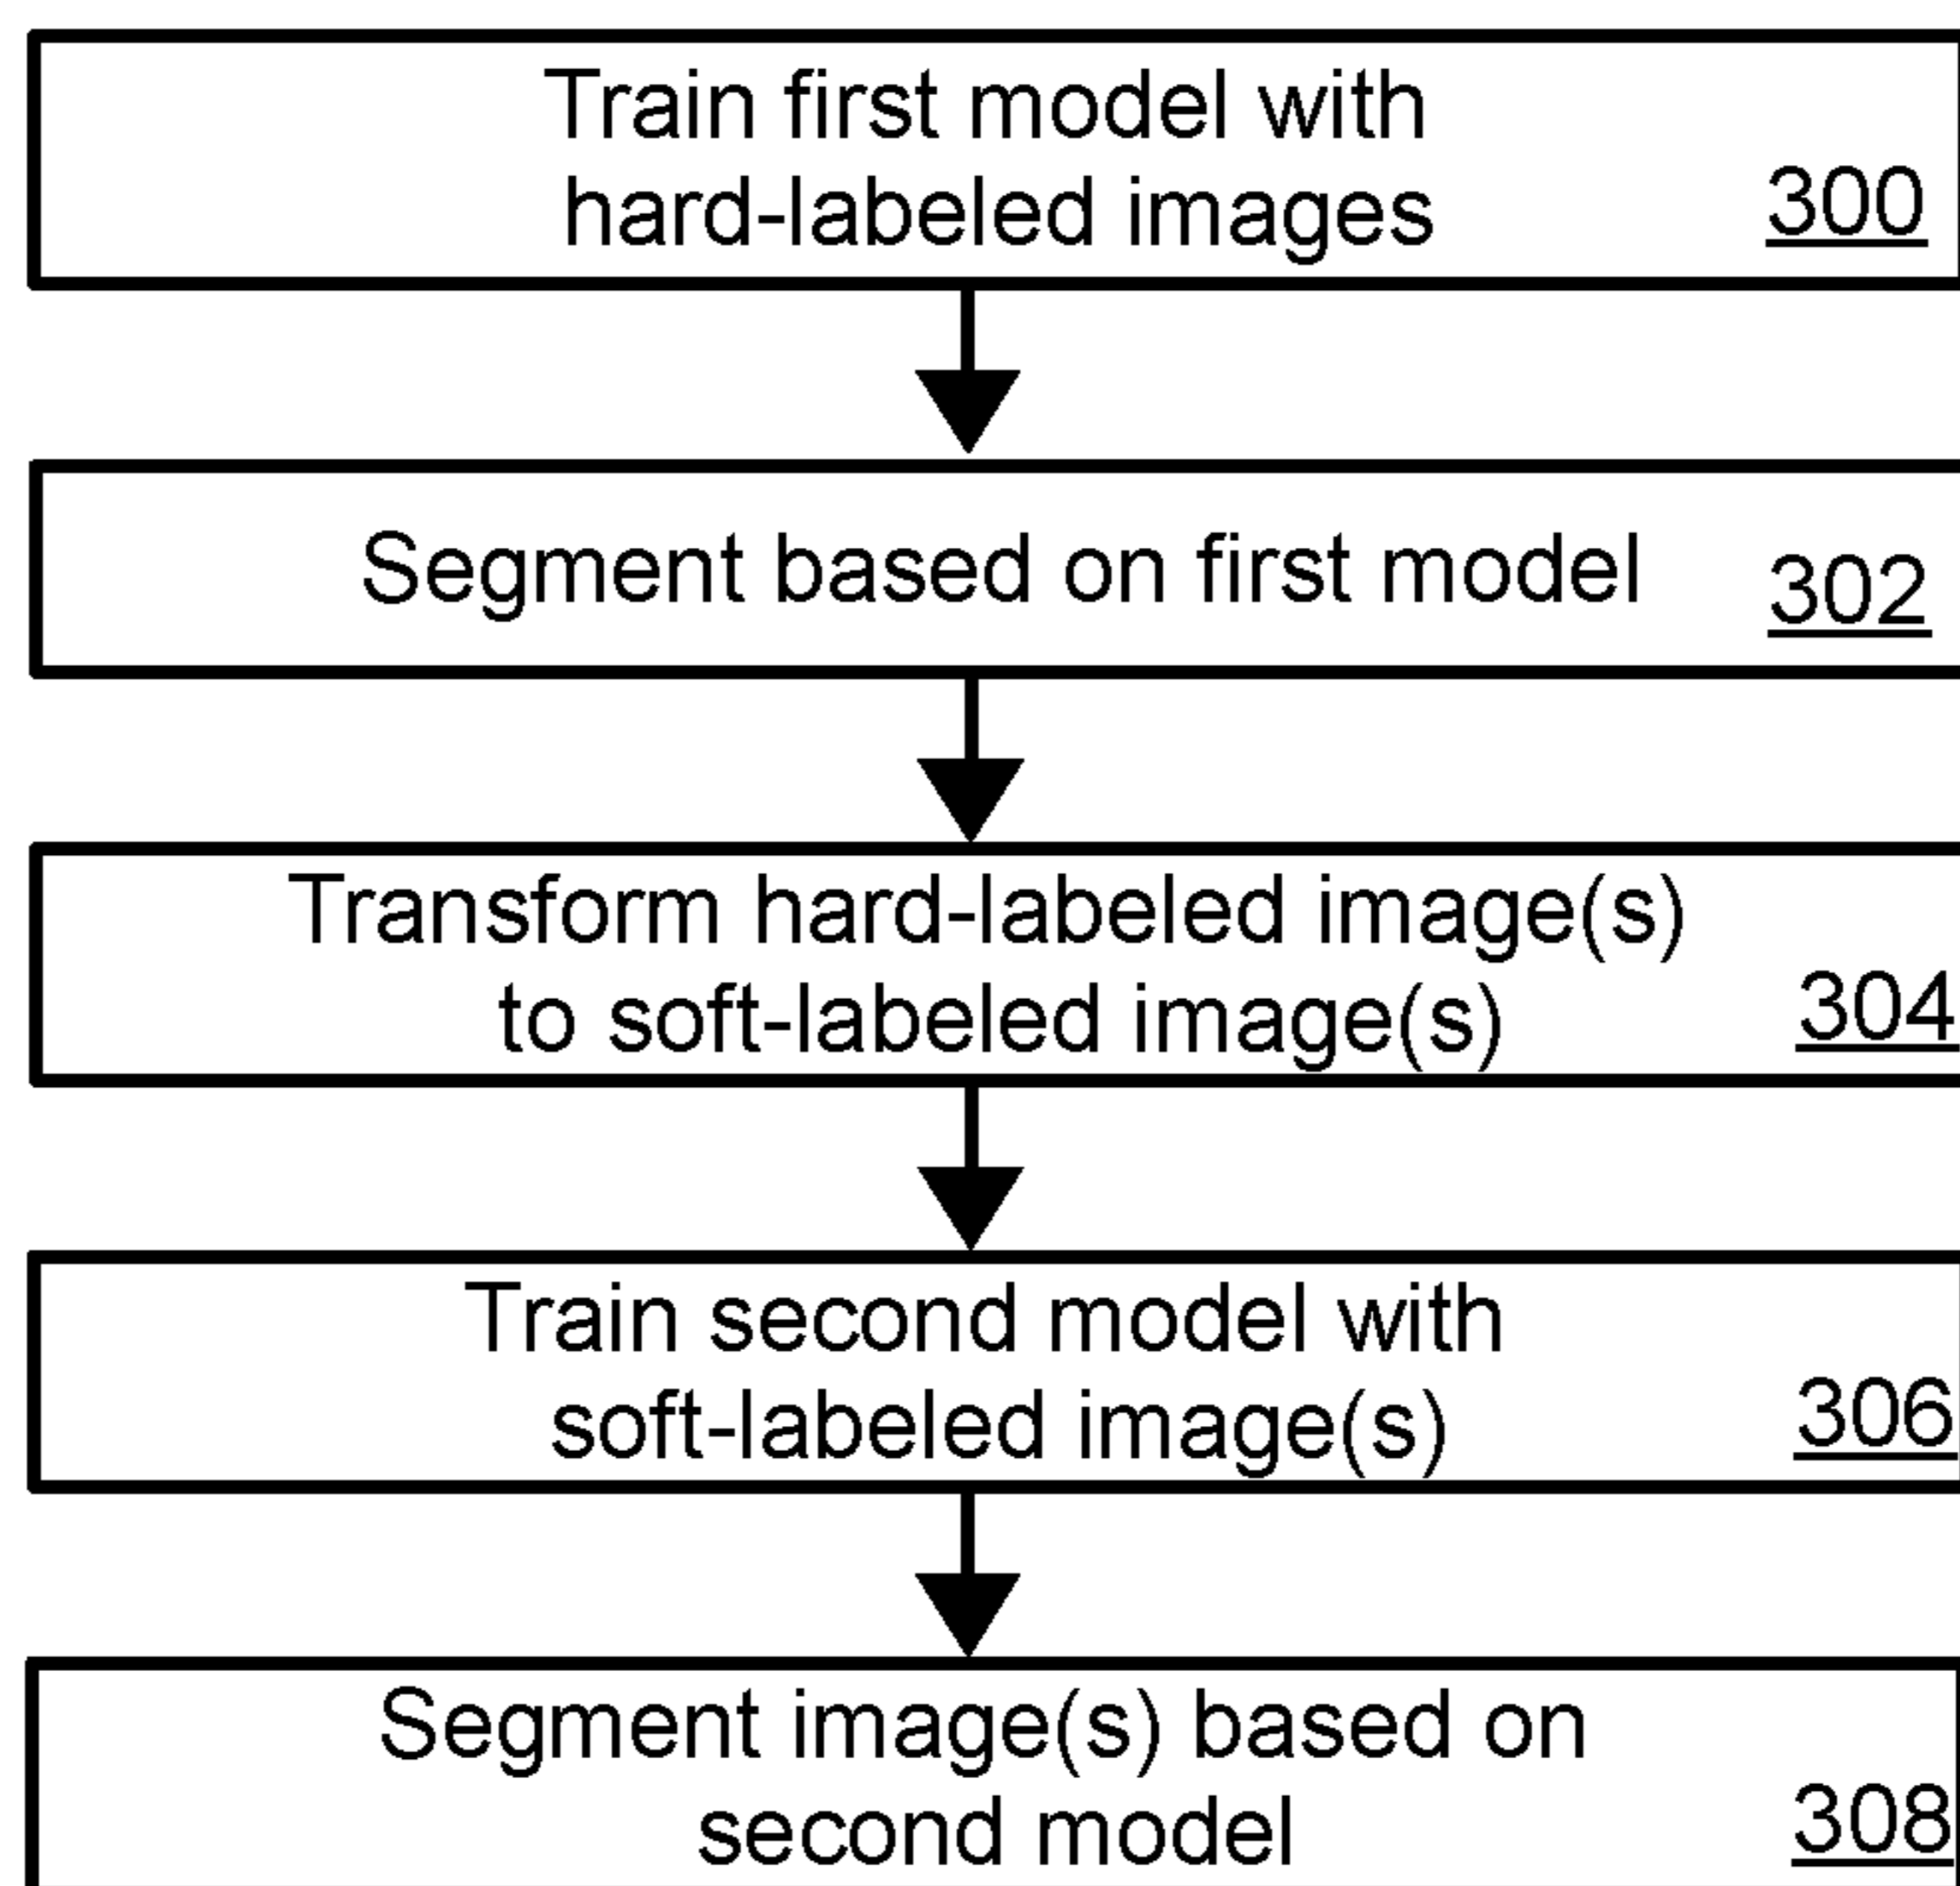 Train first model with
hard-labeled images
300
Segment based on first model
302
Transform hard-labeled image(s)
to soft-labeled image(s)
304
Train second model with
soft-labeled image(s)
306
Segment image(s) based on
second model
308